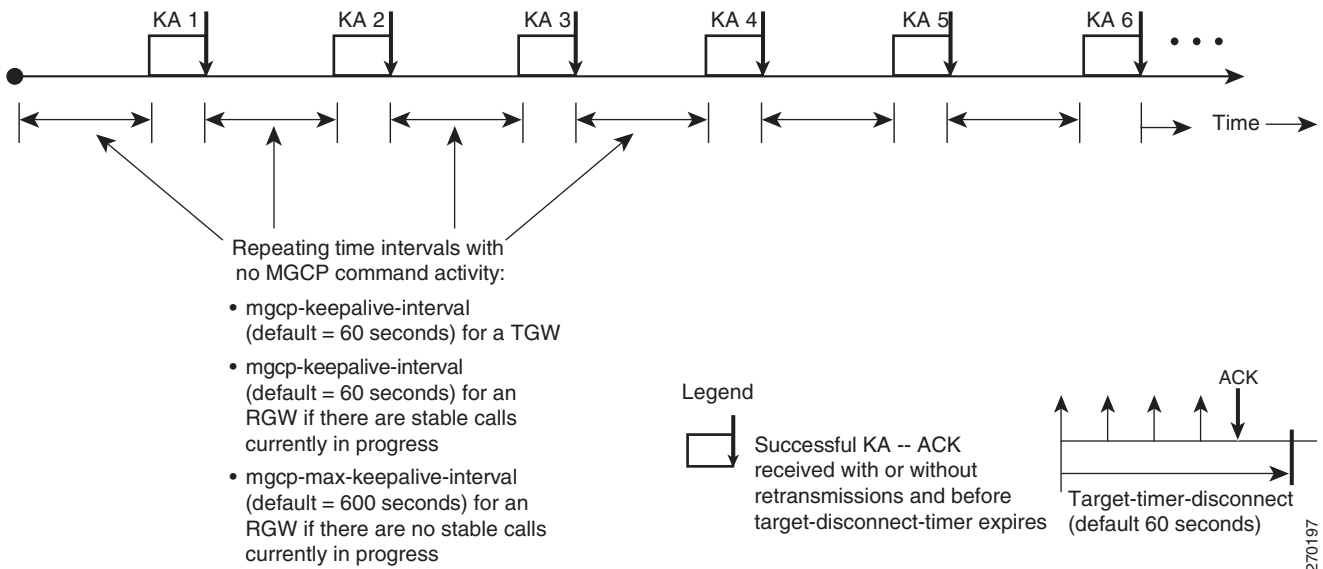 KA 1 KA 2 KA 3 KA 4 KA 5 KA 6
Time
Repeating time intervals with
no MGCP command activity:
• mgcp-keepalive-interval
(default = 60 seconds) for a TGW
• mgcp-keepalive-interval
(default = 60 seconds) for an
RGW if there are stable calls
currently in progress
• mgcp-max-keepalive-interval
(default = 600 seconds) for an
RGW if there are no stable calls
currently in progress
Legend
Successful KA -- ACK
received with or without
retransmissions and before
target-disconnect-timer expires
ACK
Target-timer-disconnect
(default 60 seconds)
270197